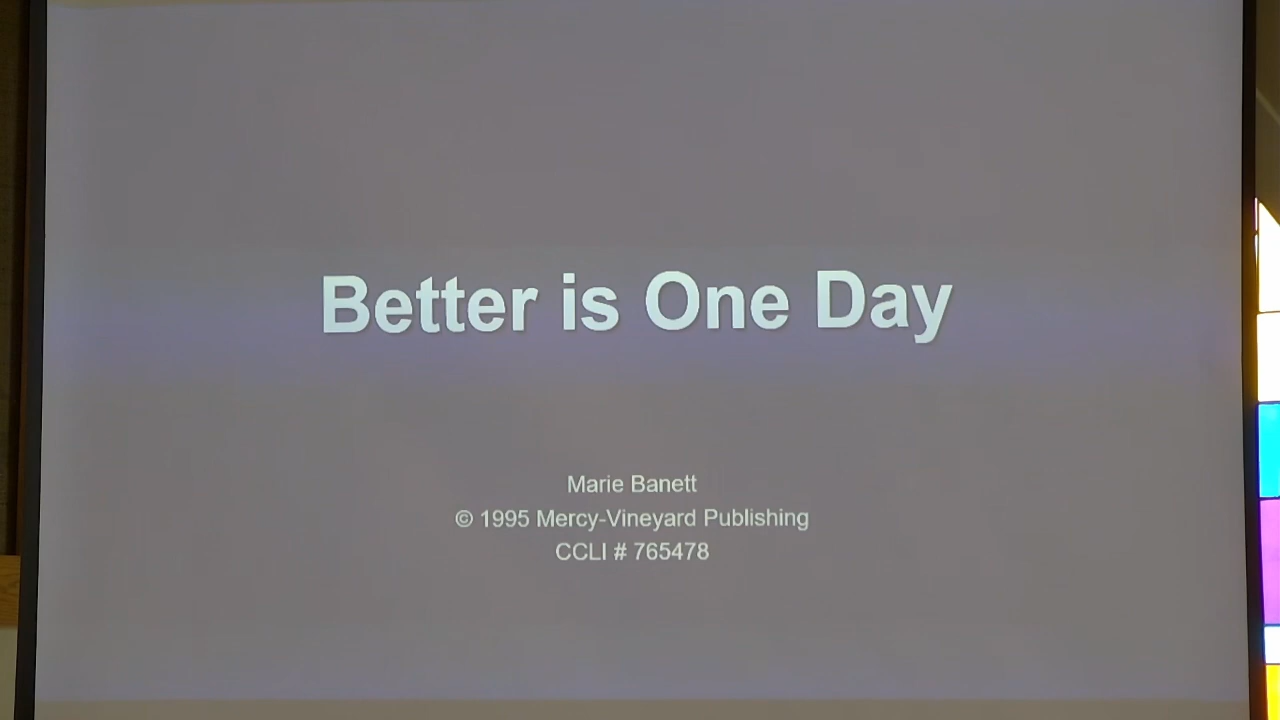 Better is One Day
Marie Banett
© 1995 Mercy-Vineyard Publishing
CCLI # 765478